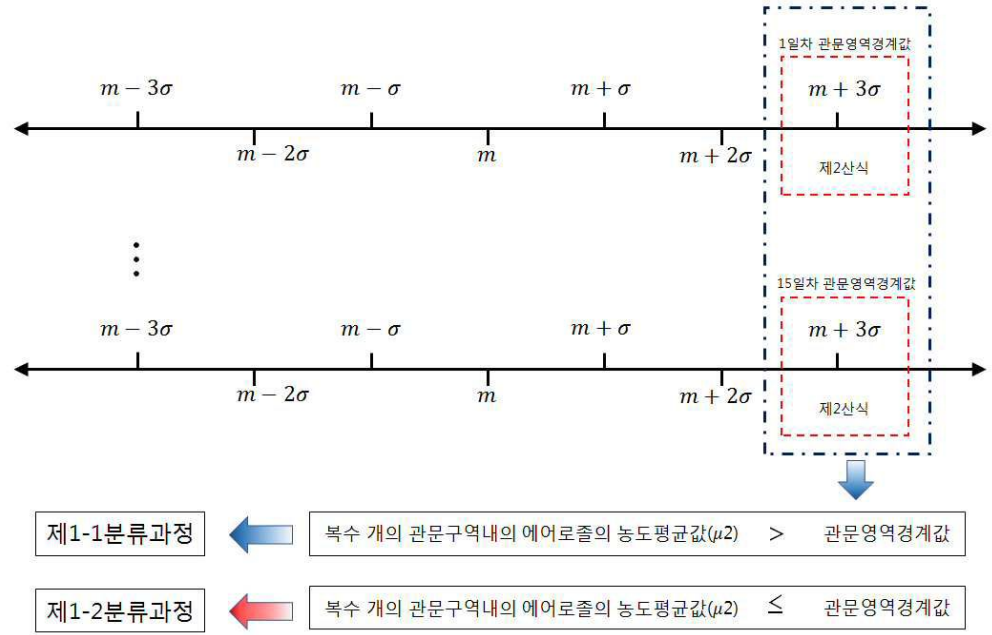 1일차 관문영역경계값
m − 3σ m − σ m + σ m + 3σ
m − 2σ m m + 2σ
제2산식
15일차 관문영역경계값
m − 3σ m − σ m + σ m + 3σ
m − 2σ m m + 2σ
제2산식
제1-1분류과정 복수 개의 관문구역내의 에어로졸의 농도평균값(μ2) > 관문영역경계값
제1-2분류과정 복수 개의 관문구역내의 에어로졸의 농도평균값(μ2) ≤ 관문영역경계값